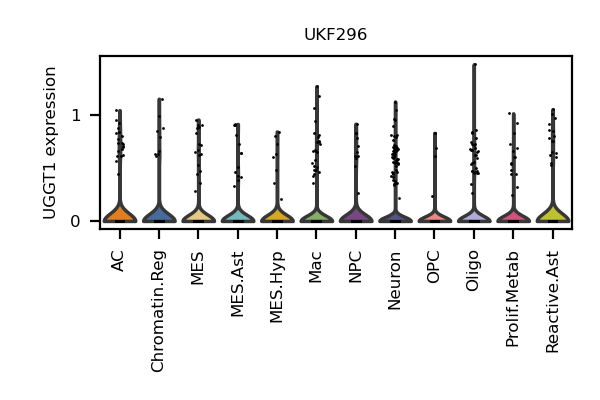 UKF296
UGGT1 expression
1
0
AC
Chromatin.Reg
MES
MES.Ast
MES.Hyp
Mac
NPC
Neuron
OPC
Oligo
Prolif.Metab
Reactive.Ast